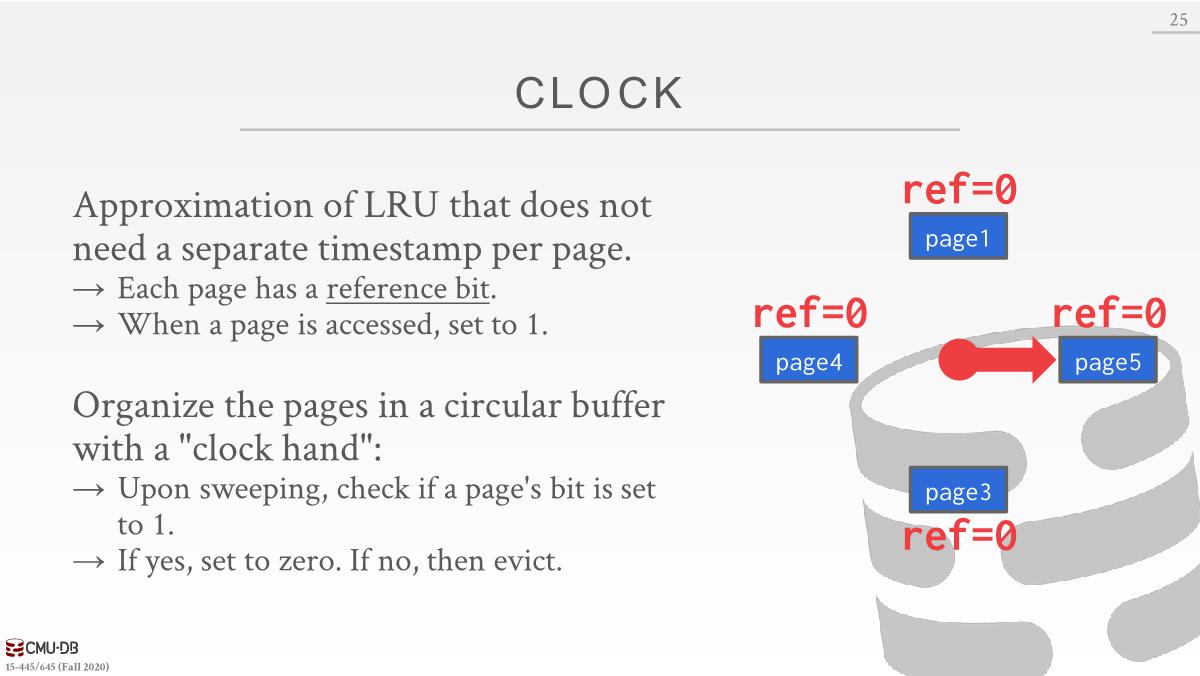 25
CLOCK
Approximation of LRU that does not
need a separate timestamp per page.
→ Each page has a reference bit.
→ When a page is accessed, set to 1.
Organize the pages in a circular buffer
with a "clock hand":
→ Upon sweeping, check if a page's bit is set
to 1.
→ If yes, set to zero. If no, then evict.
ref=0
page1
ref=0
page4
ref=0
page5
page3
ref=0
CMU·DB
15-445/645 (Fall 2020)